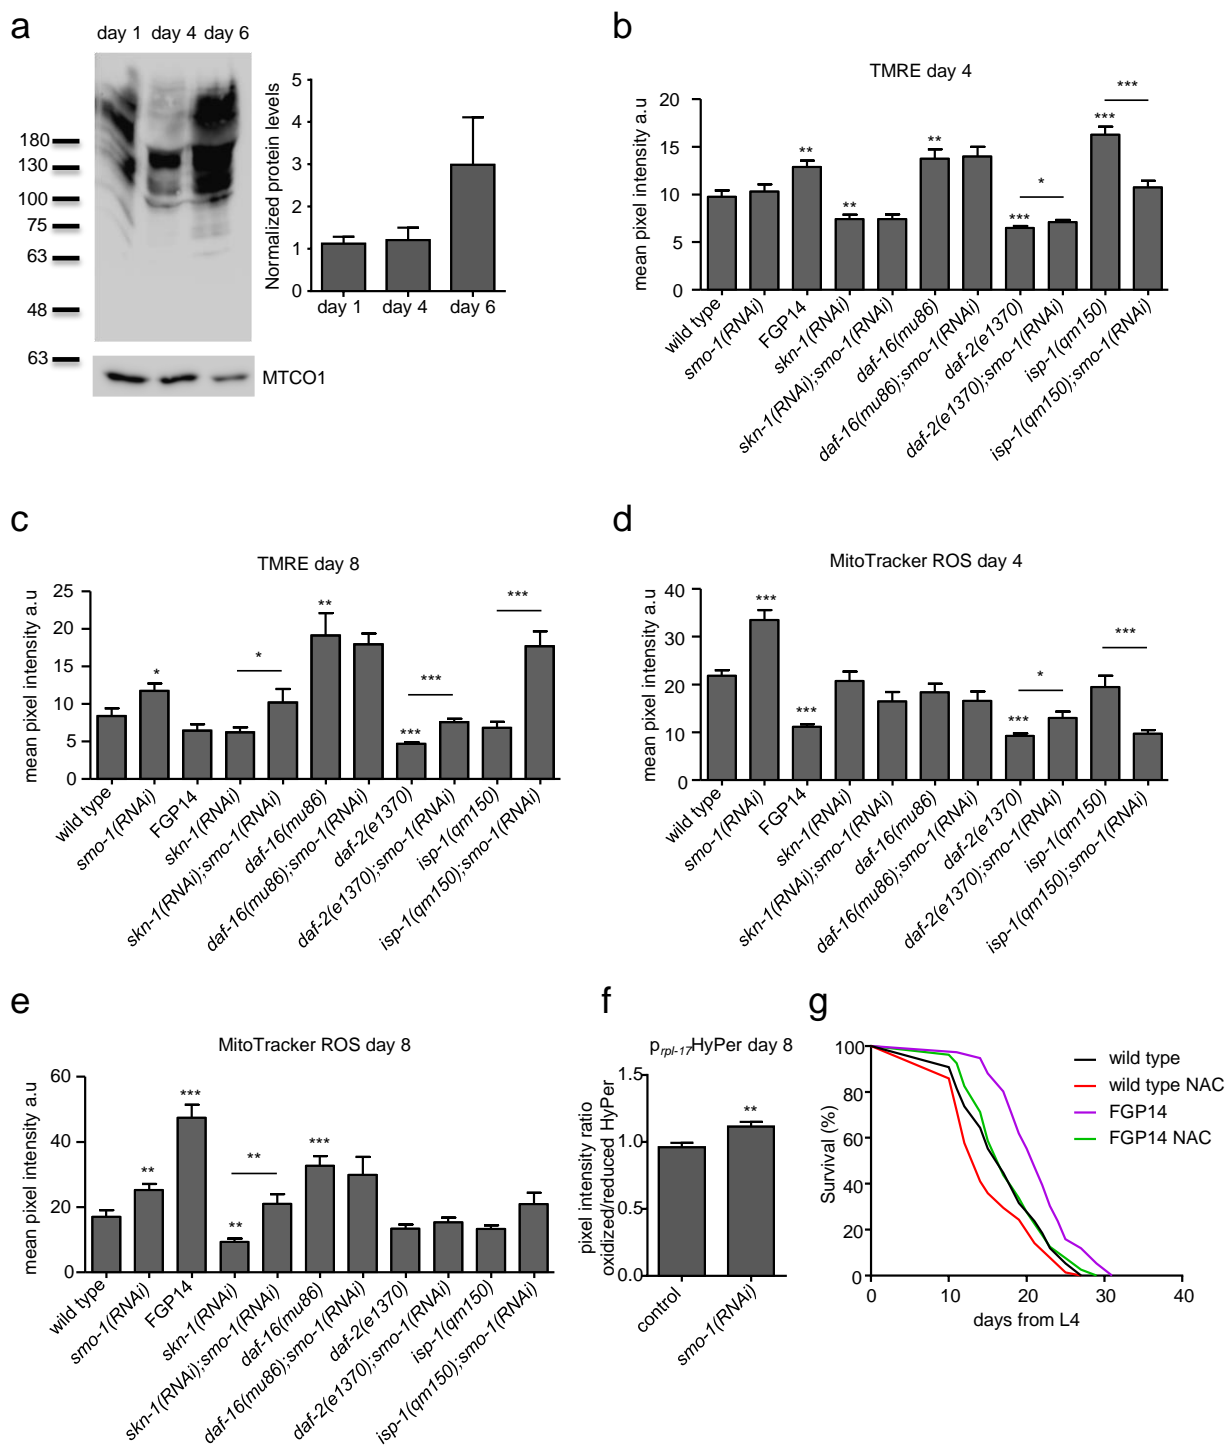 a
day 1 day 4 day 6
180
130
100
75
63
48
63
MTCO1
Normalized protein levels
5
4
3
2
1
0
day 1 day 4 day 6
b
TMRE day 4
mean pixel intensity a.u
20
15
10
5
0
** ** ** *** * *** ***
wild type
smo-1(RNAi)
FGP14
skn-1(RNAi)
skn-1(RNAi);smo-1(RNAi)
daf-16(mu86)
daf-16(mu86);smo-1(RNAi)
daf-2(e1370)
daf-2(e1370);smo-1(RNAi)
isp-1(qm150)
isp-1(qm150);smo-1(RNAi)
c
TMRE day 8
mean pixel intensity a.u
25
20
15
10
5
0
* * ** *** *** ***
wild type
smo-1(RNAi)
FGP14
skn-1(RNAi)
skn-1(RNAi);smo-1(RNAi)
daf-16(mu86)
daf-16(mu86);smo-1(RNAi)
daf-2(e1370)
daf-2(e1370);smo-1(RNAi)
isp-1(qm150)
isp-1(qm150);smo-1(RNAi)
d
MitoTracker ROS day 4
mean pixel intensity a.u
40
30
20
10
0
*** *** *** * ***
wild type
smo-1(RNAi)
FGP14
skn-1(RNAi)
skn-1(RNAi);smo-1(RNAi)
daf-16(mu86)
daf-16(mu86);smo-1(RNAi)
daf-2(e1370)
daf-2(e1370);smo-1(RNAi)
isp-1(qm150)
isp-1(qm150);smo-1(RNAi)
e
MitoTracker ROS day 8
mean pixel intensity a.u
60
40
20
0
** *** ** ** ***
wild type
smo-1(RNAi)
FGP14
skn-1(RNAi)
skn-1(RNAi);smo-1(RNAi)
daf-16(mu86)
daf-16(mu86);smo-1(RNAi)
daf-2(e1370)
daf-2(e1370);smo-1(RNAi)
isp-1(qm150)
isp-1(qm150);smo-1(RNAi)
f
prpl-17HyPer day 8
pixel intensity ratio
oxidized/reduced HyPer
1.5
1.0
0.5
0.0
**
control
smo-1(RNAi)
g
Survival (%)
100
80
60
40
20
0
0 10 20 30 40
days from L4
wild type
wild type NAC
FGP14
FGP14 NAC